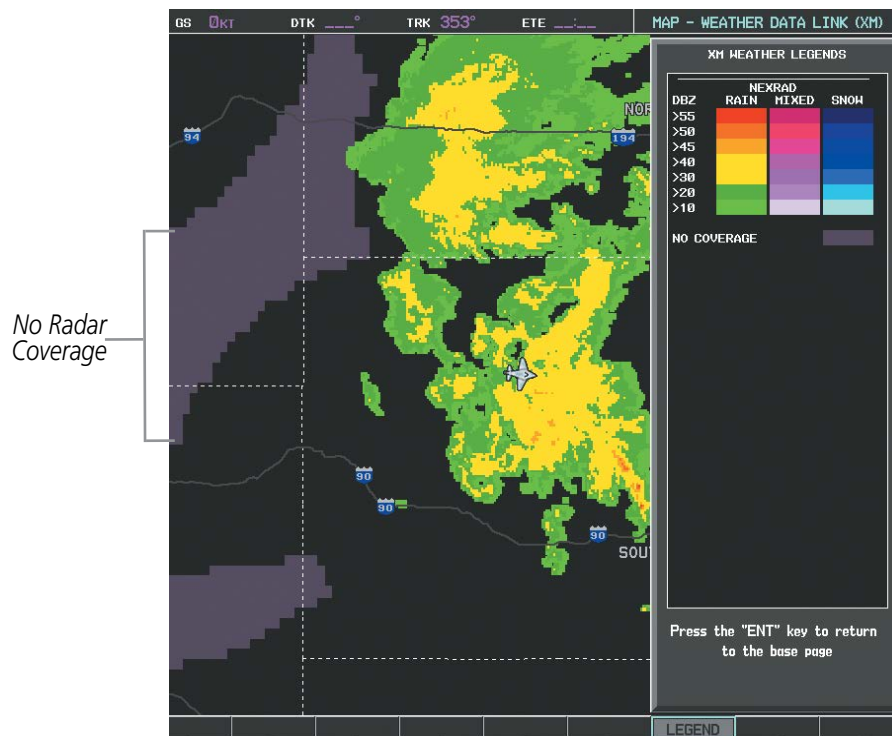 GS 0KT DTK ___° TRK 353° ETE __:__ MAP - WEATHER DATA LINK (XM)
XM WEATHER LEGENDS
NEXRAD
DBZ RAIN MIXED SNOW
>55
>50
>45
>40
>30
>20
>10
NO COVERAGE
NOR
94
194
No Radar
Coverage
90
90
90
SOU
Press the "ENT" key to return
to the base page
LEGEND